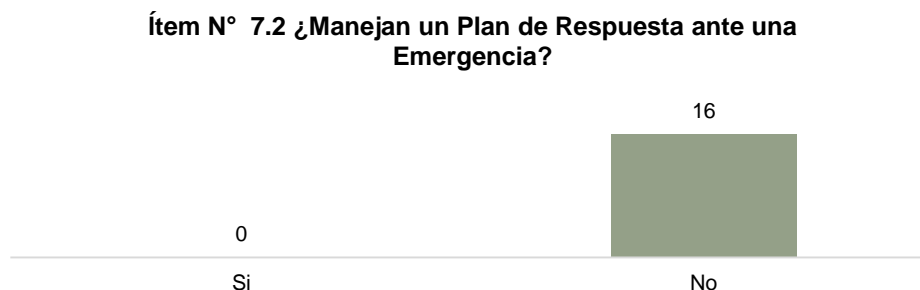 Ítem N° 7.2 ¿Manejan un Plan de Respuesta ante una
Emergencia?
16
0
Si
No